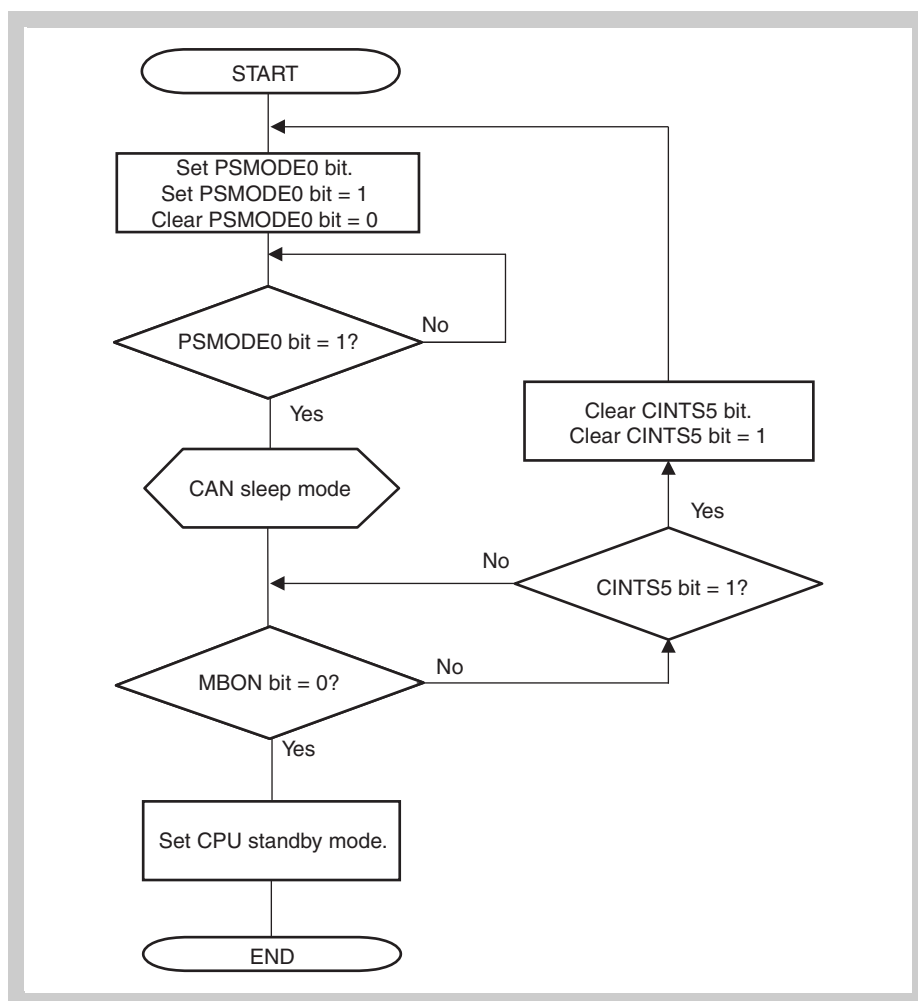 START
Set PSMODE0 bit.
Set PSMODE0 bit = 1
Clear PSMODE0 bit = 0
PSMODE0 bit = 1?
No
Yes
CAN sleep mode
Clear CINTS5 bit.
Clear CINTS5 bit = 1
Yes
CINTS5 bit = 1?
No
MBON bit = 0?
No
Yes
Set CPU standby mode.
END